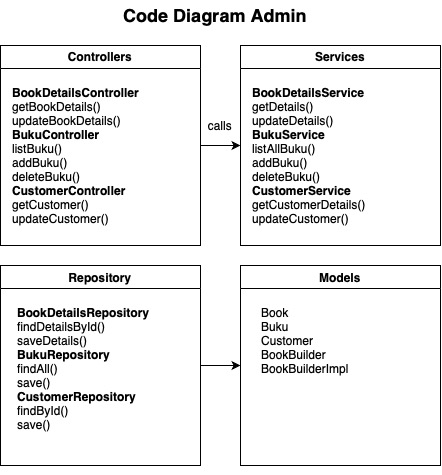 Code Diagram Admin
Controllers
BookDetailsController
getBookDetails()
updateBookDetails()
BukuController
listBuku()
addBuku()
deleteBuku()
CustomerController
getCustomer()
updateCustomer()
calls
Services
BookDetailsService
getDetails()
updateDetails()
BukuService
listAllBuku()
addBuku()
deleteBuku()
CustomerService
getCustomerDetails()
updateCustomer()
Repository
BookDetailsRepository
findDetailsById()
saveDetails()
BukuRepository
findAll()
save()
CustomerRepository
findById()
save()
Models
Book
Buku
Customer
BookBuilder
BookBuilderImpl